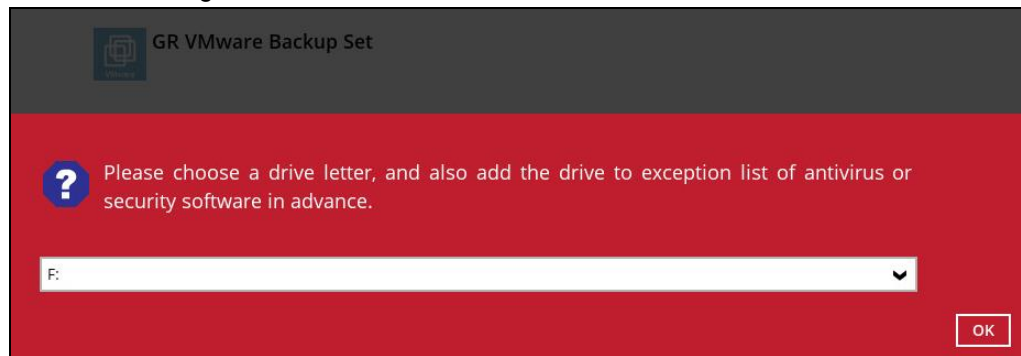 GR VMware Backup Set
VMware
Please choose a drive letter, and also add the drive to exception list of antivirus or
security software in advance.
F:
OK